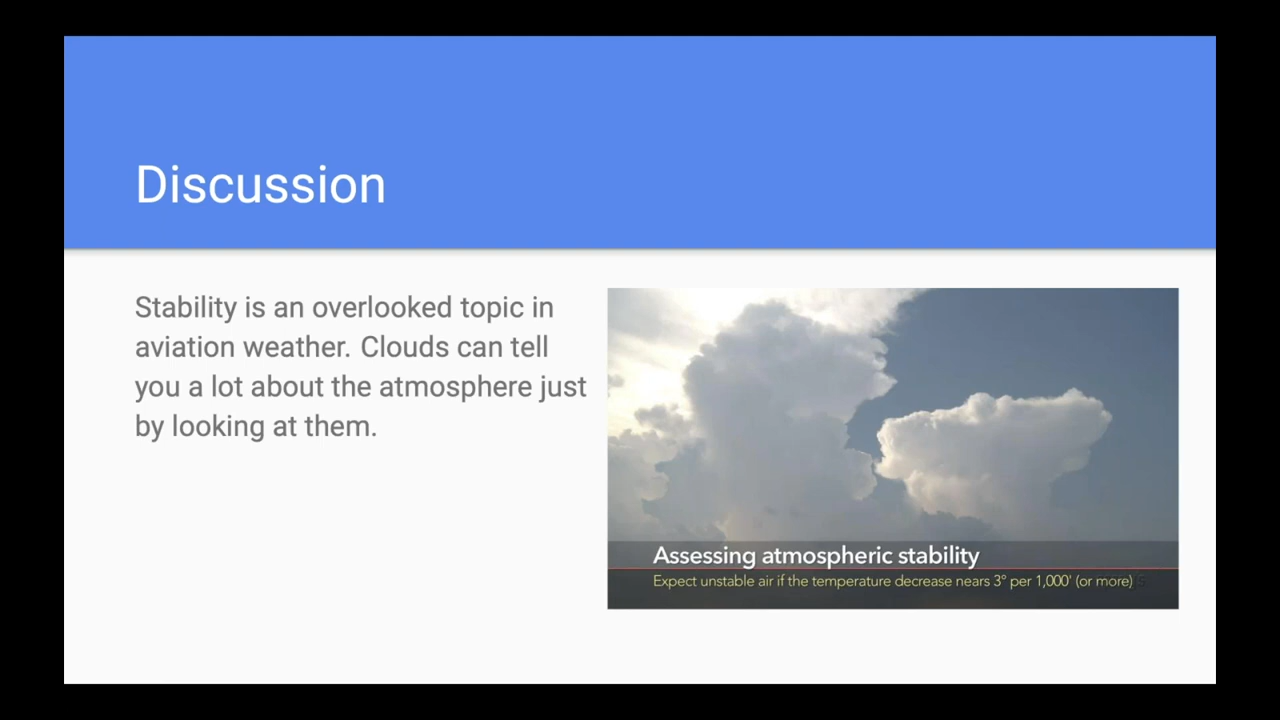 Discussion
Stability is an overlooked topic in
aviation weather. Clouds can tell
you a lot about the atmosphere just
by looking at them.
Assessing atmospheric stability
Expect unstable air if the temperature decrease nears 3° per 1,000' (or more)